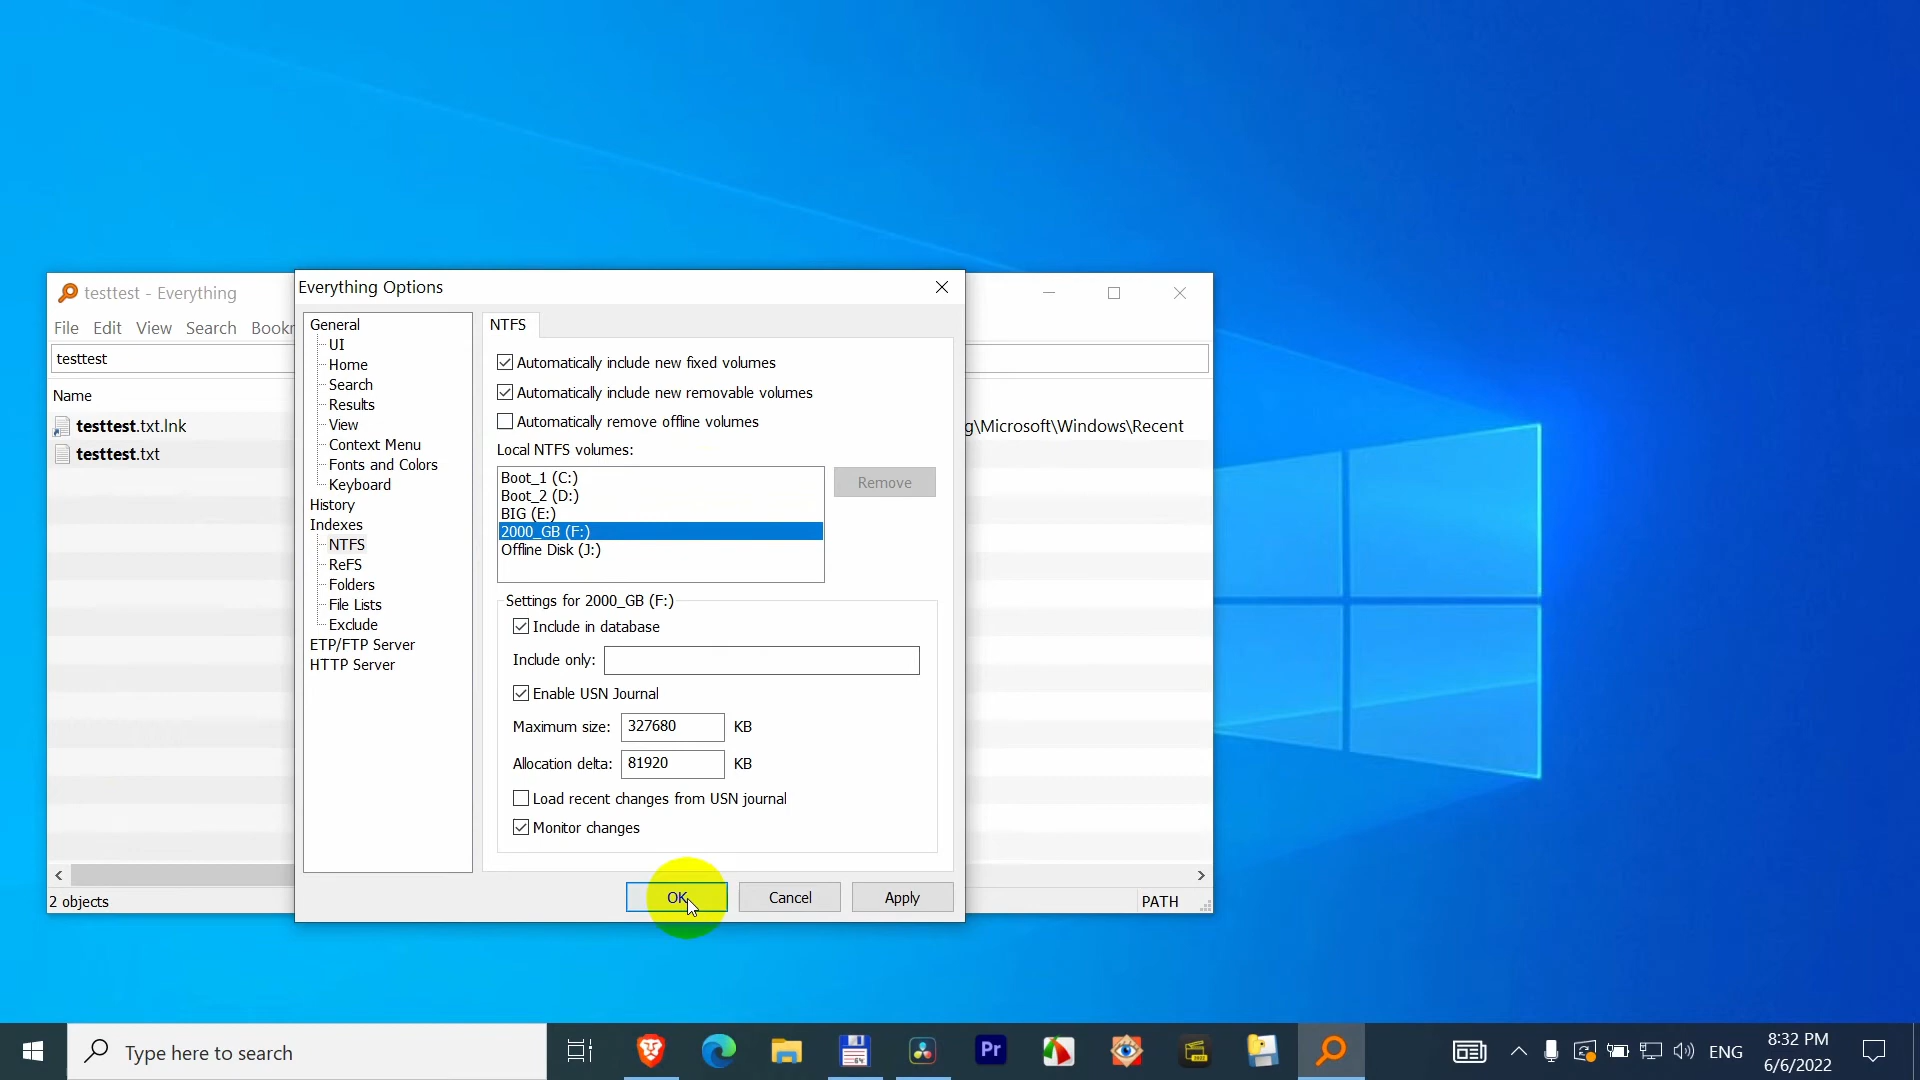 testtest - Everything
File Edit View Search Bookr
testtest
Name
testtest.txt.lnk
testtest.txt
g\Microsoft\Windows\Recent
2 objects
PATH
Everything Options
General
UI
Home
Search
Results
View
Context Menu
Fonts and Colors
Keyboard
History
Indexes
NTFS
ReFS
Folders
File Lists
Exclude
ETP/FTP Server
HTTP Server
NTFS
Automatically include new fixed volumes
Automatically include new removable volumes
Automatically remove offline volumes
Local NTFS volumes:
Boot_1 (C:)
Boot_2 (D:)
BIG (E:)
2000_GB (F:)
Offline Disk (J:)
Remove
Settings for 2000_GB (F:)
Include in database
Include only:
Enable USN Journal
Maximum size: 327680 KB
Allocation delta: 81920 KB
Load recent changes from USN journal
Monitor changes
OK Cancel Apply
Type here to search
64
Pr
ENG
8:32 PM
6/6/2022